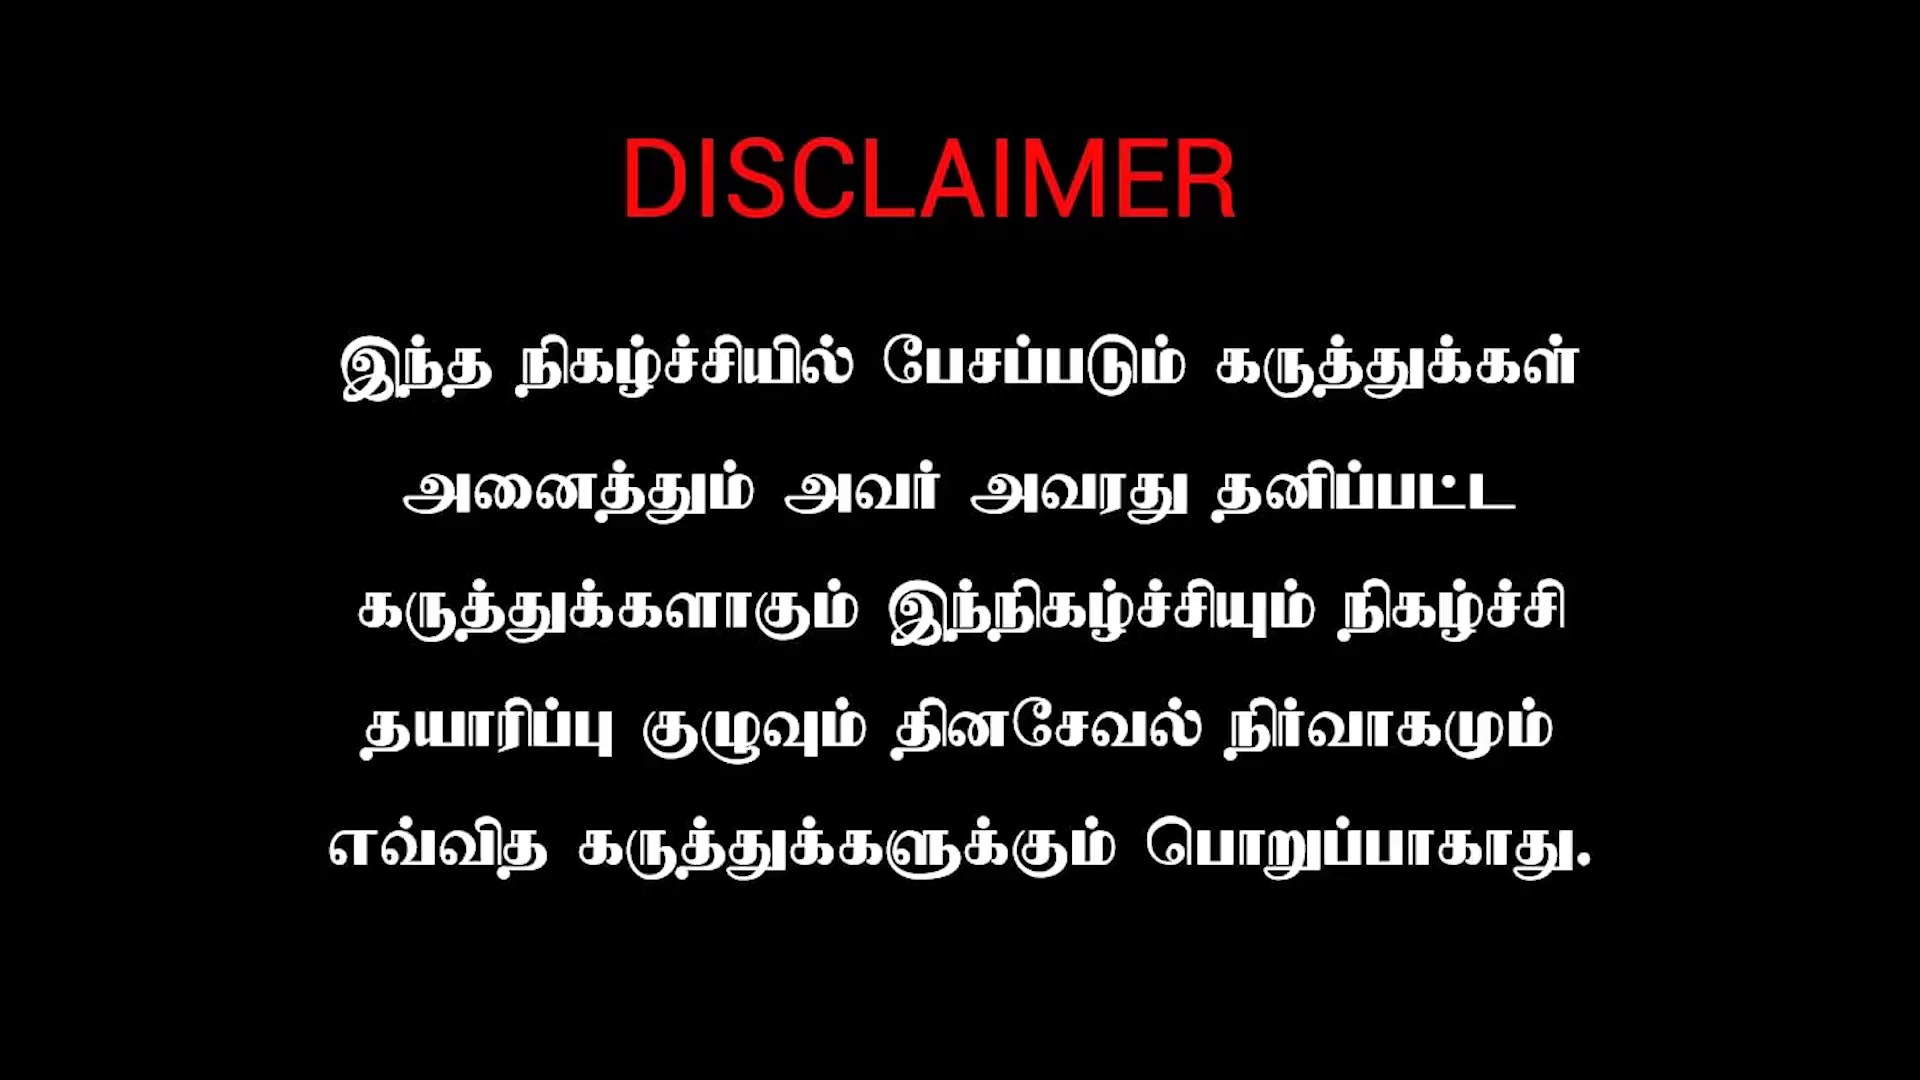 DISCLAIMER
இந்த நிகழ்ச்சியில் பேசப்படும் கருத்துக்கள்
அனைத்தும் அவர் அவரது தனிப்பட்ட
கருத்துக்களாகும் இந்நிகழ்ச்சியும் நிகழ்ச்சி
தயாரிப்பு குழுவும் தினசேவல் நிர்வாகமும்
எவ்வித கருத்துக்களுக்கும் பொறுப்பாகாது.